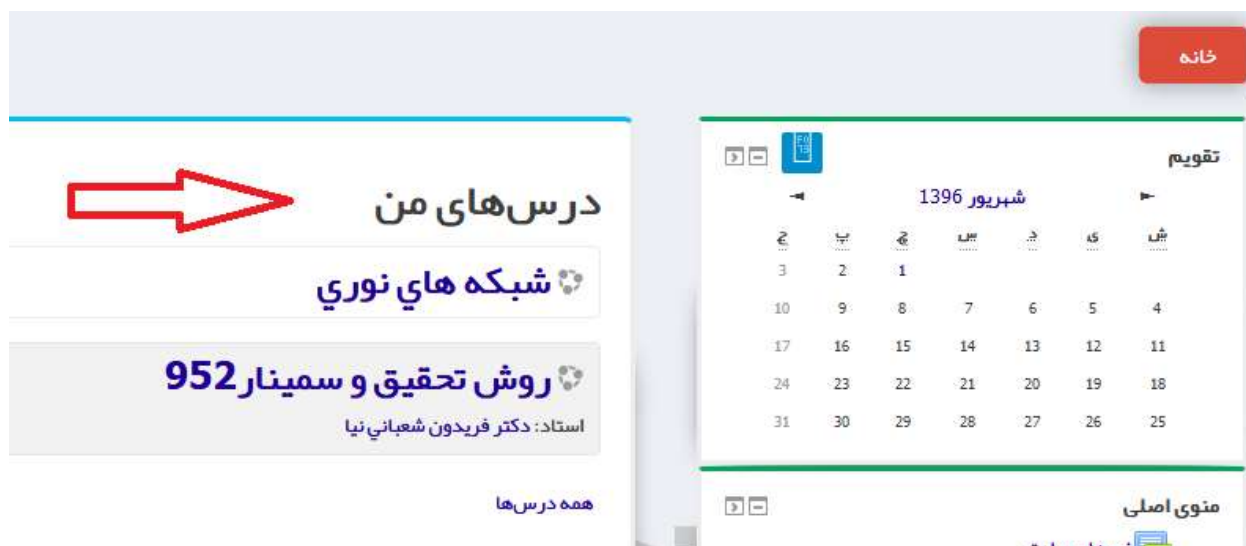 خانه
درس‌های من
شبکه هاي نوري
روش تحقیق و سمینار952
استاد: دکتر فریدون شعباني نیا
همه درس‌ها
تقویم
شهریور 1396
ش ی د س چ پ ج
1 2 3
4 5 6 7 8 9 10
11 12 13 14 15 16 17
18 19 20 21 22 23 24
25 26 27 28 29 30 31
منوی اصلی